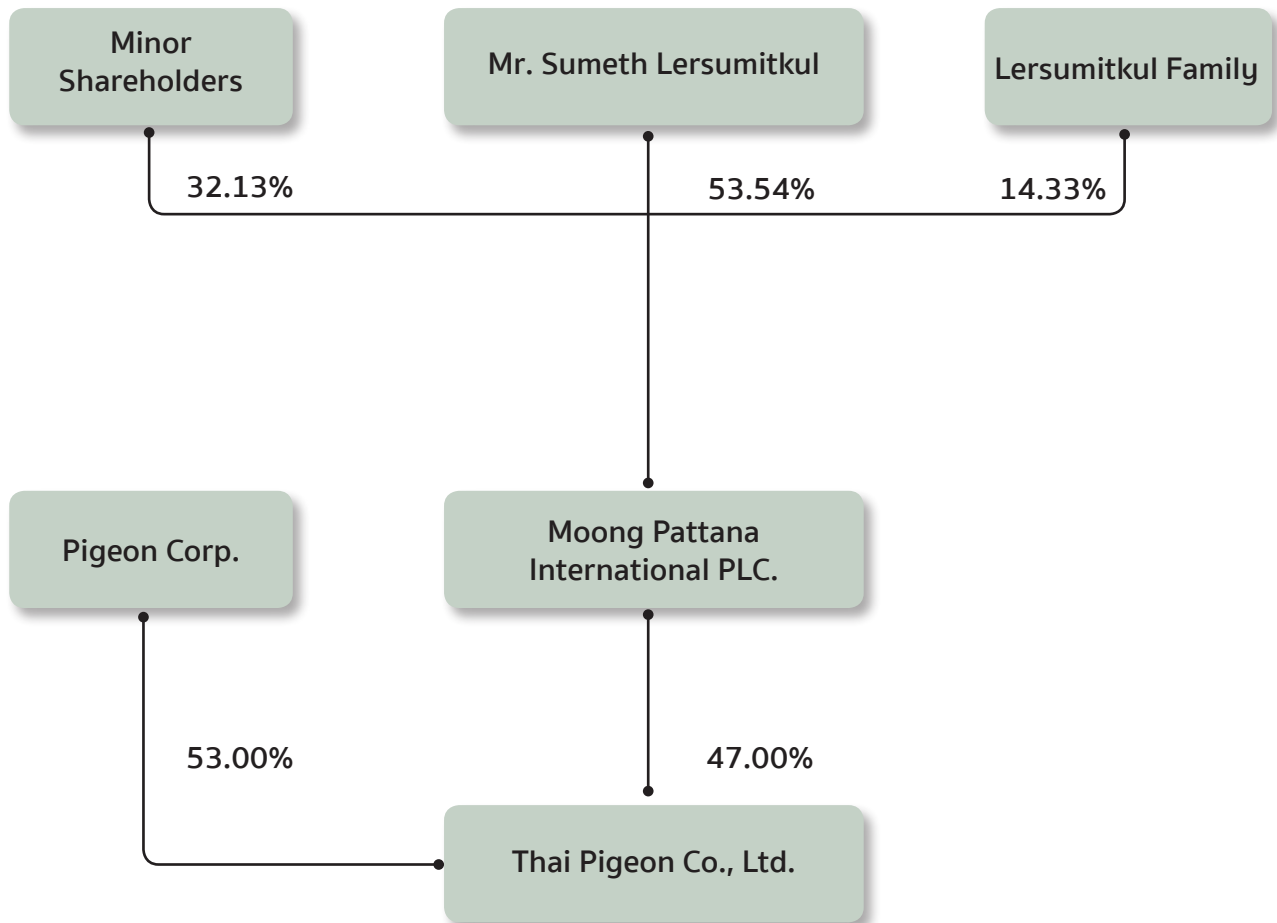 Minor
Shareholders
Mr. Sumeth Lersumitkul
Lersumitkul Family
32.13%
53.54%
14.33%
Pigeon Corp.
Moong Pattana
International PLC.
53.00%
47.00%
Thai Pigeon Co., Ltd.